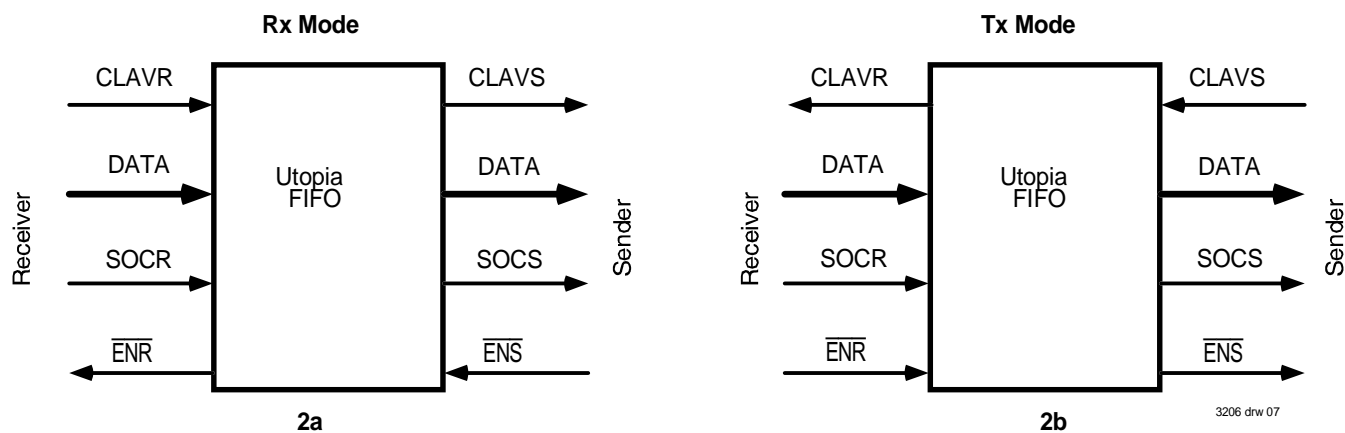 Rx Mode
CLAVR
CLAVS
DATA
DATA
Utopia
FIFO
Receiver
Sender
SOCR
SOCS
ENR
ENS
2a
Tx Mode
CLAVR
CLAVS
DATA
DATA
Utopia
FIFO
Receiver
Sender
SOCR
SOCS
ENR
ENS
2b
3206 drw 07